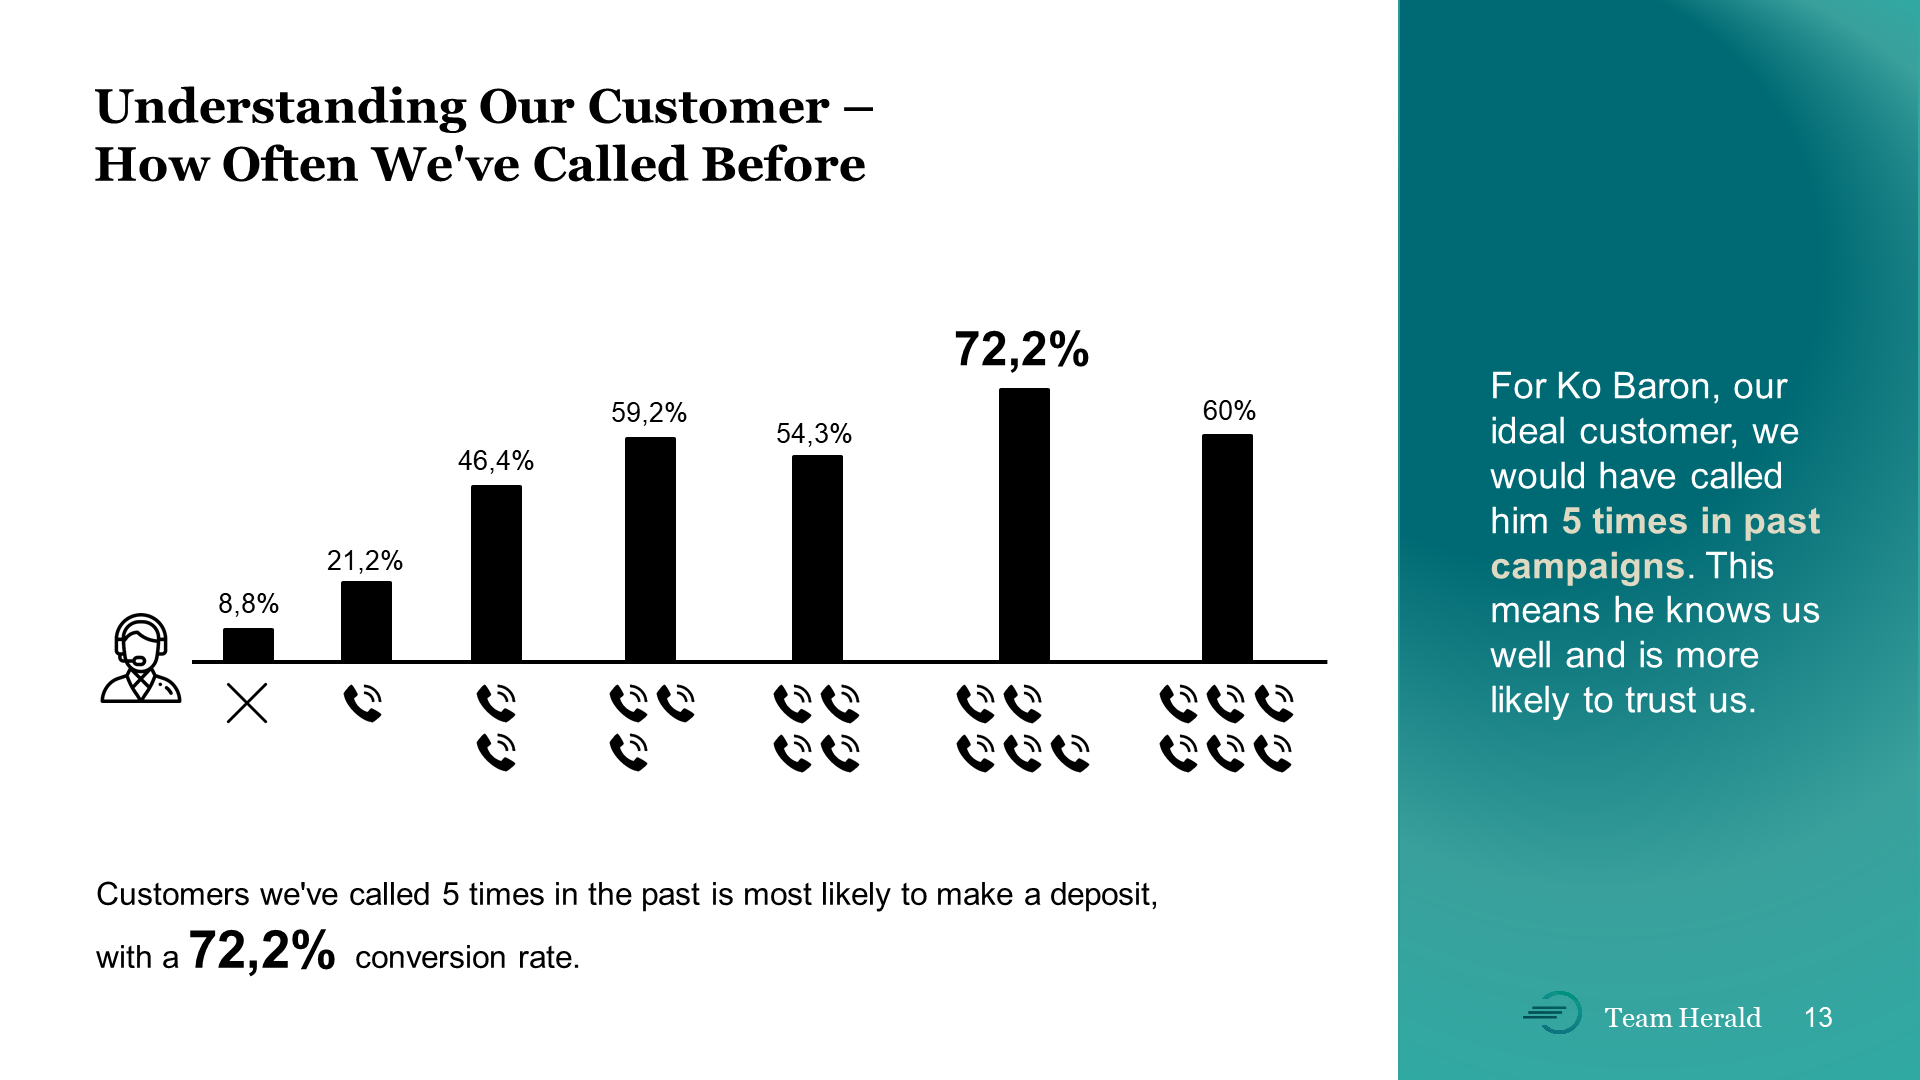 Understanding Our Customer –
How Often We've Called Before
72,2%
59,2%
60%
54,3%
46,4%
21,2%
8,8%
Customers we've called 5 times in the past is most likely to make a deposit,
with a 72,2% conversion rate.
For Ko Baron, our
ideal customer, we
would have called
him 5 times in past
campaigns. This
means he knows us
well and is more
likely to trust us.
Team Herald 13